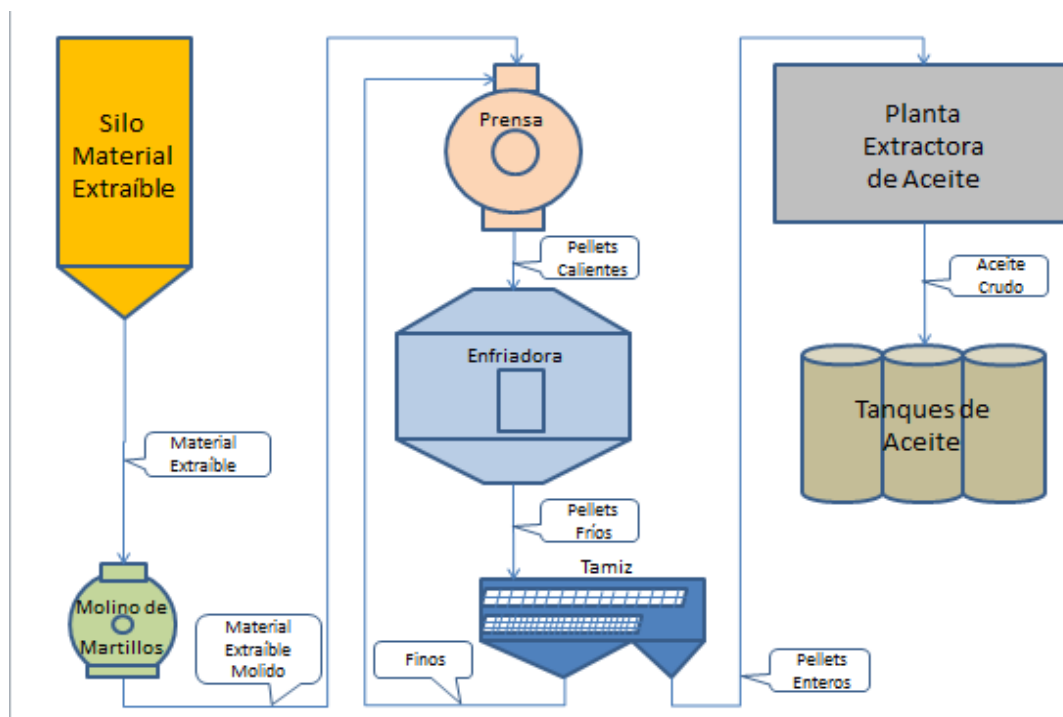 Silo
Material
Extraíble
Material
Extraíble
Molino de
Martillos
Material
Extraíble
Molido
Prensa
Pellets
Calientes
Enfriadora
Pellets
Fríos
Tamiz
Finos
Pellets
Enteros
Planta
Extractora
de Aceite
Aceite
Crudo
Tanques de
Aceite